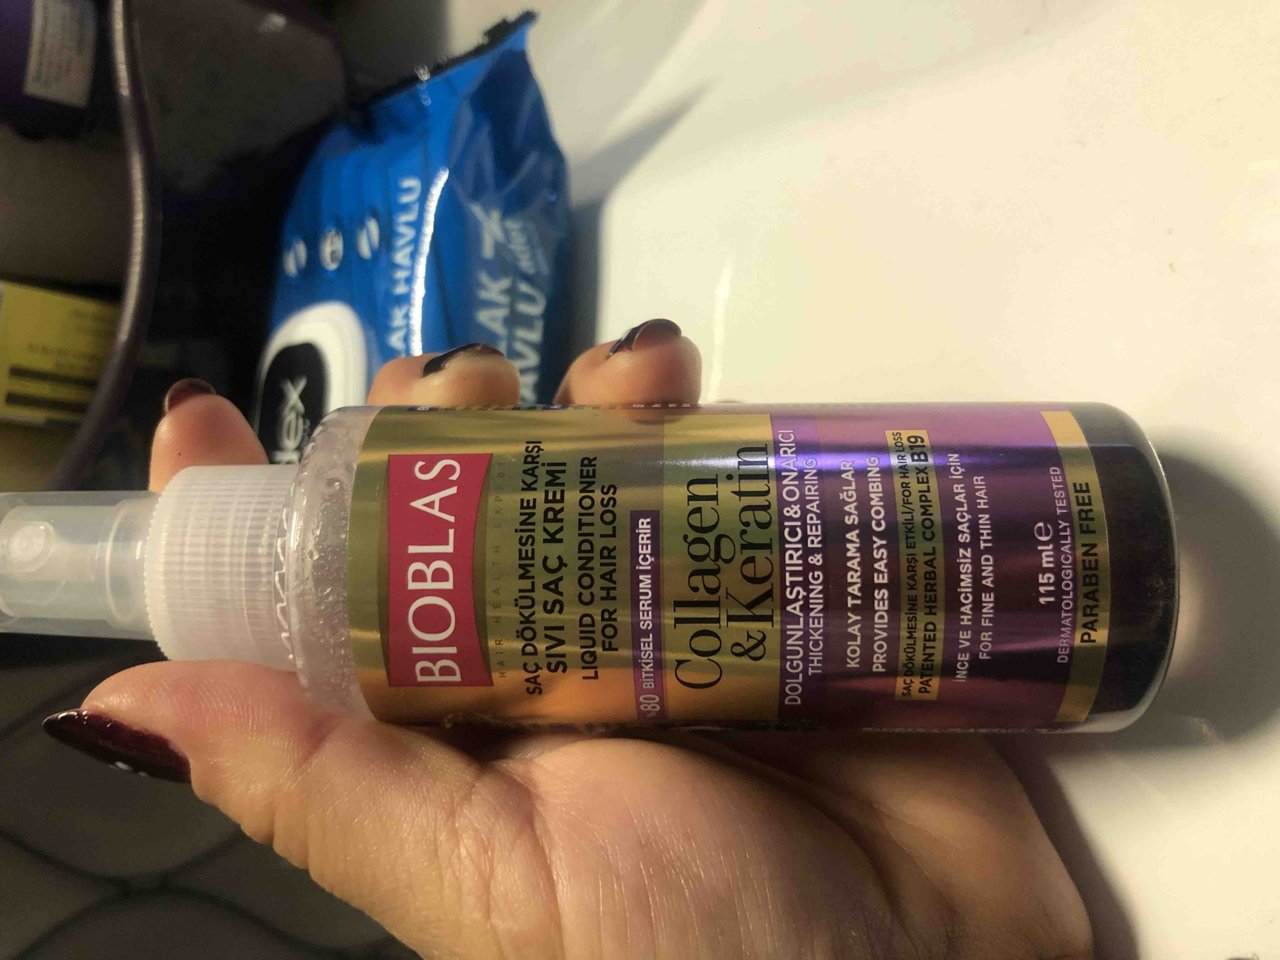 BIOBLAS
HAIR HEALTH EXPERT
SAÇ DÖKÜLMESİNE KARŞI
SIVI SAÇ KREMİ
LIQUID CONDITIONER
FOR HAIR LOSS
%80 BİTKİSEL SERUM İÇERİR
Collagen
& Keratin
DOLGUNLAŞTIRICI & ONARICI
THICKENING & REPAIRING
KOLAY TARAMA SAĞLAR
PROVIDES EASY COMBING
SAÇ DÖKÜLMESİNE KARŞI ETKİLİ/FOR HAIR LOSS
PATENTED HERBAL COMPLEX B19
İNCE VE HACİMSİZ SAÇLAR İÇİN
FOR FINE AND THIN HAIR
115 ml e
DERMATOLOGICALLY TESTED
PARABEN FREE
HAVLU